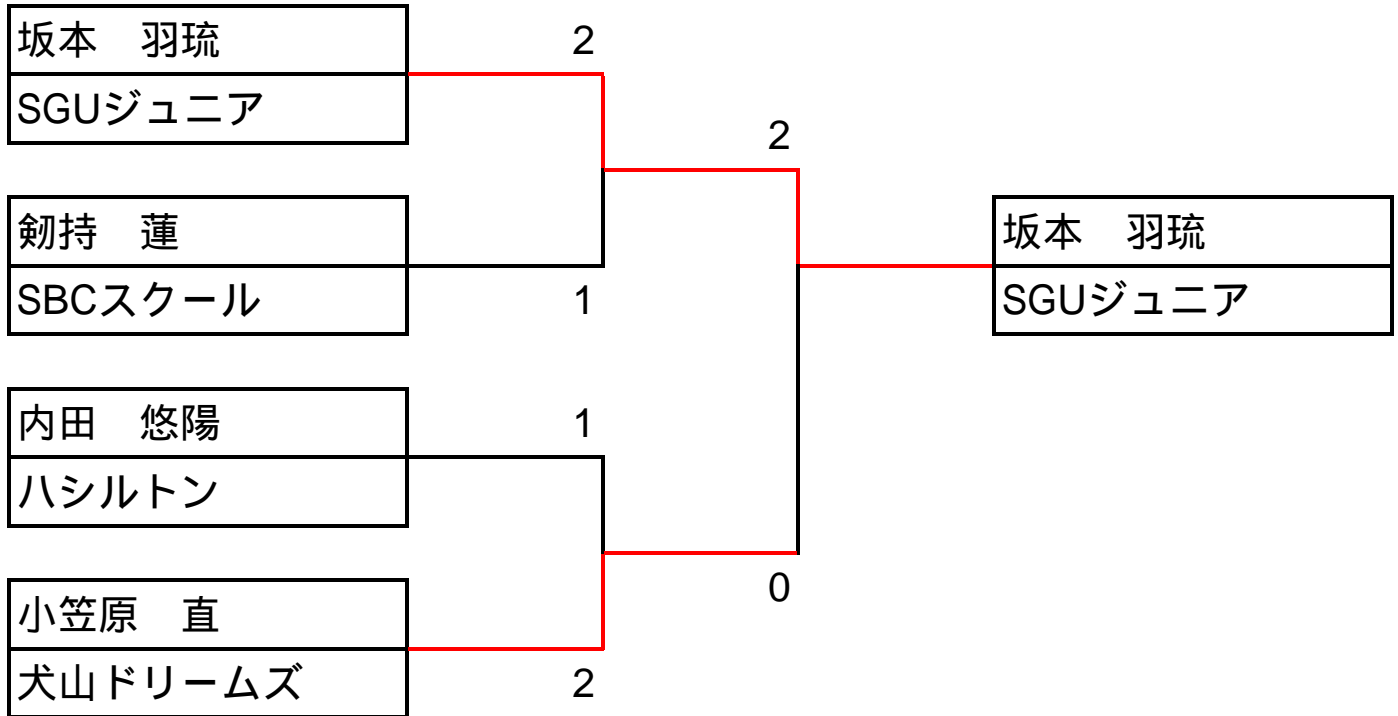 坂本　羽琉
2
SGUジュニア
2
剱持　蓮
坂本　羽琉
SBCスクール
1
SGUジュニア
内田　悠陽
1
ハシルトン
0
小笠原　直
犬山ドリームズ
2